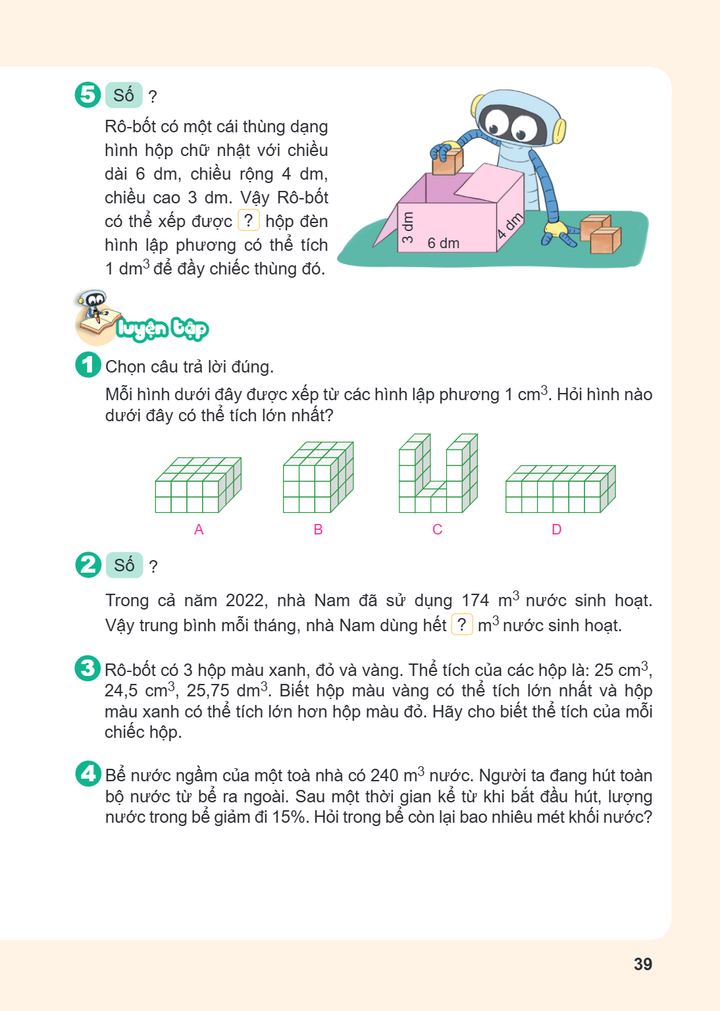 5 Số ?
Rô-bốt có một cái thùng dạng
hình hộp chữ nhật với chiều
dài 6 dm, chiều rộng 4 dm,
chiều cao 3 dm. Vậy Rô-bốt
có thể xếp được ? hộp đèn
hình lập phương có thể tích
1 dm³ để đầy chiếc thùng đó.
3 dm
6 dm
4 dm
luyện tập
1 Chọn câu trả lời đúng.
Mỗi hình dưới đây được xếp từ các hình lập phương 1 cm³. Hỏi hình nào
dưới đây có thể tích lớn nhất?
A B C D
2 Số ?
Trong cả năm 2022, nhà Nam đã sử dụng 174 m³ nước sinh hoạt.
Vậy trung bình mỗi tháng, nhà Nam dùng hết ? m³ nước sinh hoạt.
3 Rô-bốt có 3 hộp màu xanh, đỏ và vàng. Thể tích của các hộp là: 25 cm³,
24,5 cm³, 25,75 dm³. Biết hộp màu vàng có thể tích lớn nhất và hộp
màu xanh có thể tích lớn hơn hộp màu đỏ. Hãy cho biết thể tích của mỗi
chiếc hộp.
4 Bể nước ngầm của một toà nhà có 240 m³ nước. Người ta đang hút toàn
bộ nước từ bể ra ngoài. Sau một thời gian kể từ khi bắt đầu hút, lượng
nước trong bể giảm đi 15%. Hỏi trong bể còn lại bao nhiêu mét khối nước?
39